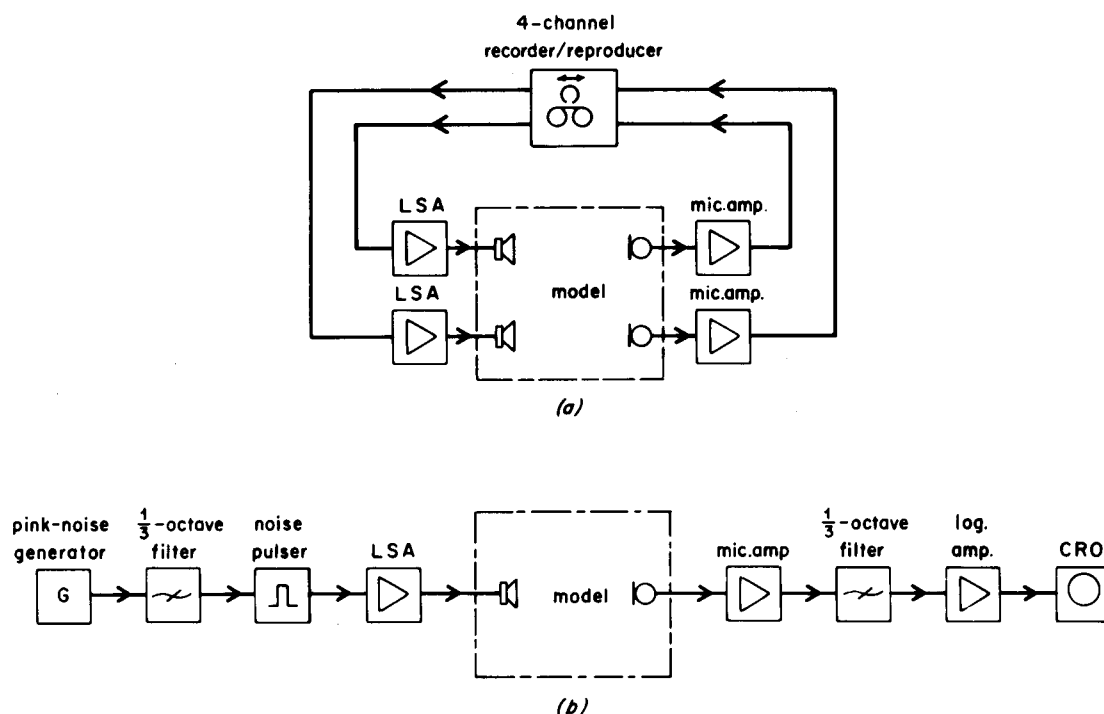 4-channel
recorder/reproducer
LSA
mic.amp.
LSA
model
mic.amp.
(a)
pink-noise
generator
1/3-octave
filter
noise
pulser
LSA
mic.amp
1/3-octave
filter
log.
amp.
CRO
G
model
(b)